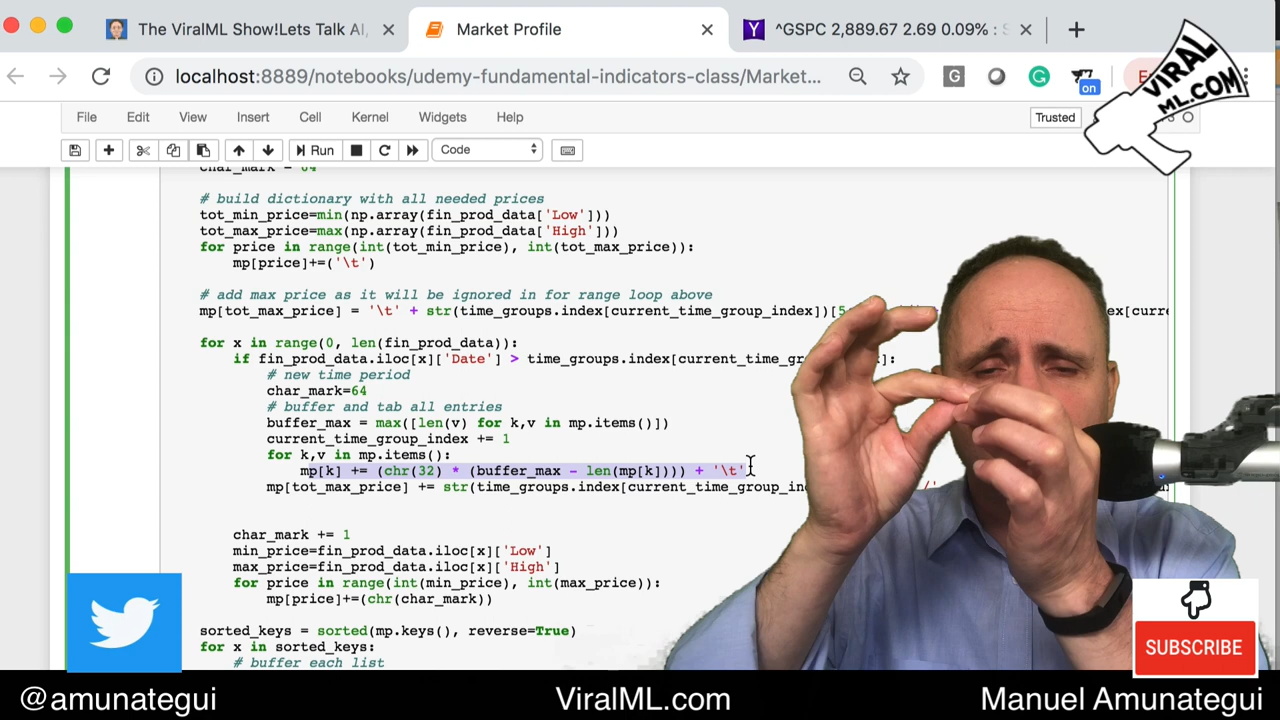 The ViralML Show!Lets Talk AI,
Market Profile
Y
^GSPC 2,889.67 2.69 0.09% : S
localhost:8889/notebooks/udemy-fundamental-indicators-class/Market...
G
on
VIRAL
ML.COM
File Edit View Insert Cell Kernel Widgets Help
Trusted
Run
Code
char_mark = 64
# build dictionary with all needed prices
tot_min_price=min(np.array(fin_prod_data['Low']))
tot_max_price=max(np.array(fin_prod_data['High']))
for price in range(int(tot_min_price), int(tot_max_price)):
mp[price]+=('\t')
# add max price as it will be ignored in for range loop above
mp[tot_max_price] = '\t' + str(time_groups.index[current_time_group_index])[5
for x in range(0, len(fin_prod_data)):
if fin_prod_data.iloc[x]['Date'] > time_groups.index[current_time_gr
# new time period
char_mark=64
# buffer and tab all entries
buffer_max = max([len(v) for k,v in mp.items()])
current_time_group_index += 1
for k,v in mp.items():
mp[k] += (chr(32) * (buffer_max - len(mp[k]))) + '\t'
mp[tot_max_price] += str(time_groups.index[current_time_group_in
char_mark += 1
min_price=fin_prod_data.iloc[x]['Low']
max_price=fin_prod_data.iloc[x]['High']
for price in range(int(min_price), int(max_price)):
mp[price]+=(chr(char_mark))
sorted_keys = sorted(mp.keys(), reverse=True)
for x in sorted_keys:
# buffer each list
SUBSCRIBE
@amunategui
ViralML.com
Manuel Amunategui